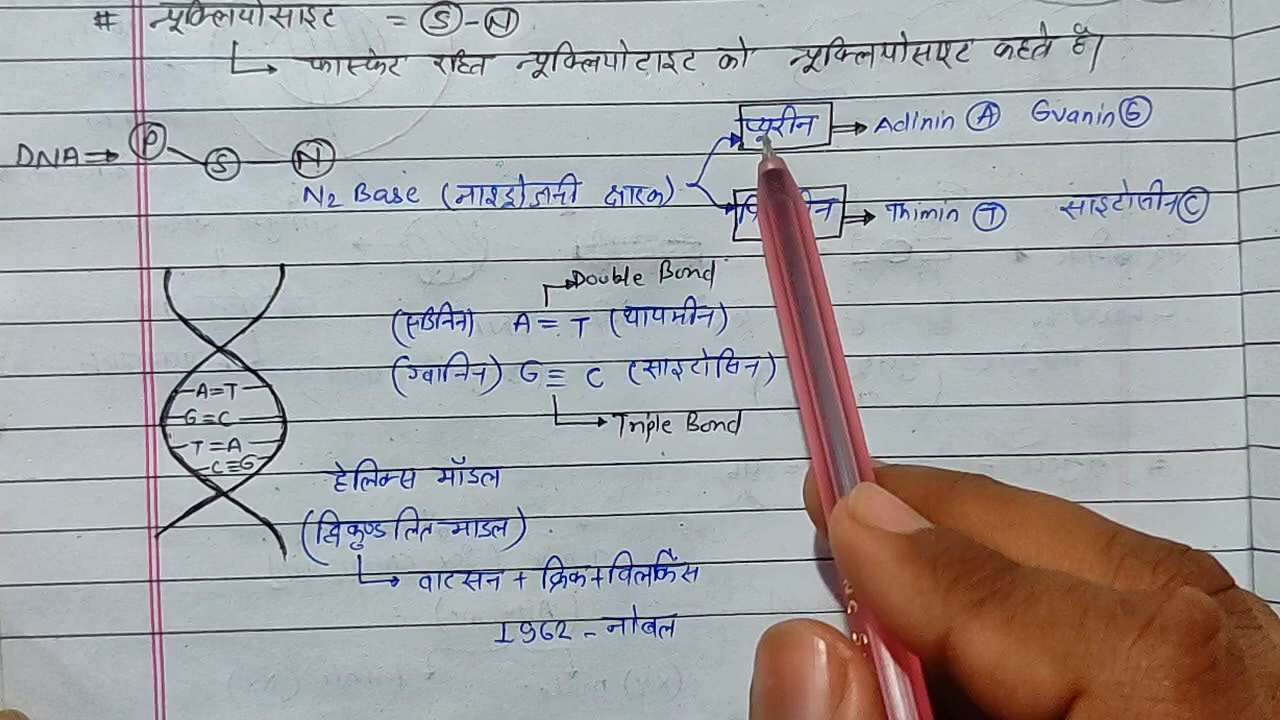 # न्यूक्लियोसाइट = (S)-(N)
फास्फेट रहित न्यूक्लियोटाइट को न्यूक्लियोसाइट कहते हैं।
प्यूरीन → Adinin (A) Guanin (G)
DNA ⇒ (P) (S) - (N)
N2 Base (नाइट्रोजनी क्षारक)
→ Thimin (T) साइटोसीन (C)
Double Bond
(एडिनिन) A = T (थायमीन)
(ग्वानिन) G ≡ C (साइटोसिन)
A=T
G=C
Triple Bond
T=A
C≡G
हेलिक्स मॉडल
(द्विकुण्डलित माडल)
वाटसन + क्रिक + विलकिंस
1962 - नोबल